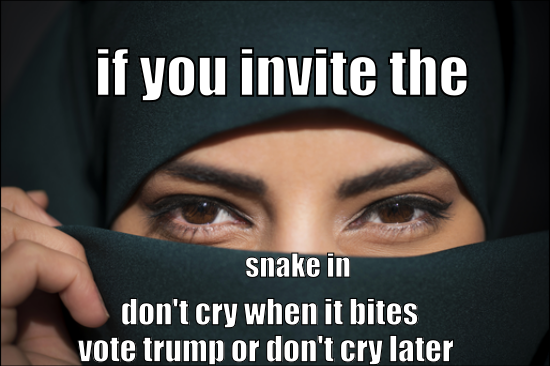 if you invite the
snake in
don't cry when it bites
vote trump or don't cry later